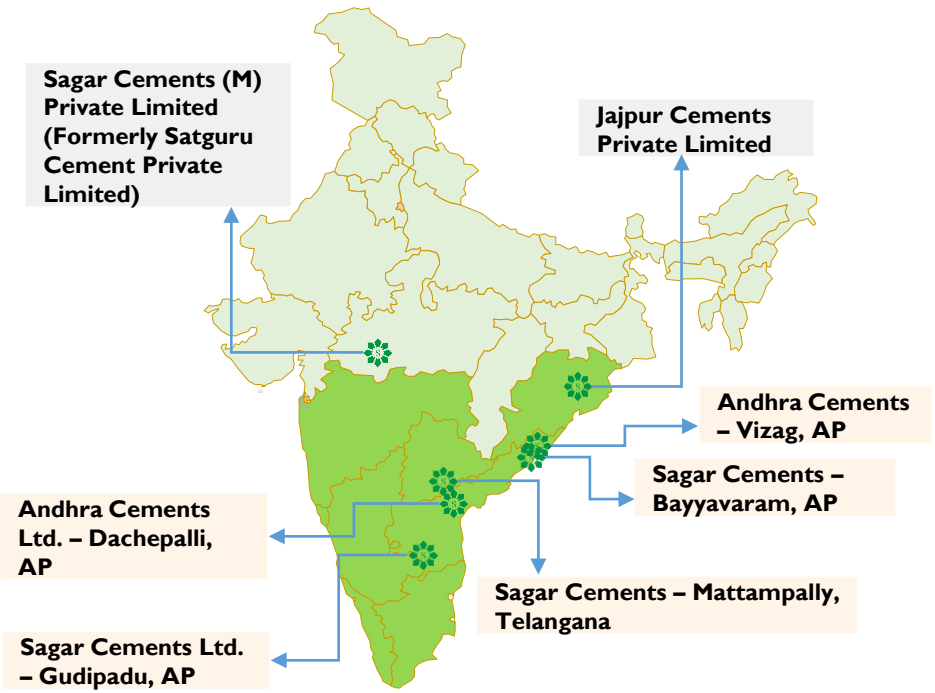 Sagar Cements (M)
Private Limited
(Formerly Satguru
Cement Private
Limited)
Jajpur Cements
Private Limited
Andhra Cements
– Vizag, AP
Sagar Cements –
Bayyavaram, AP
Andhra Cements
Ltd. – Dachepalli,
AP
Sagar Cements – Mattampally,
Telangana
Sagar Cements Ltd.
– Gudipadu, AP
S
S
S
S
S
S
S